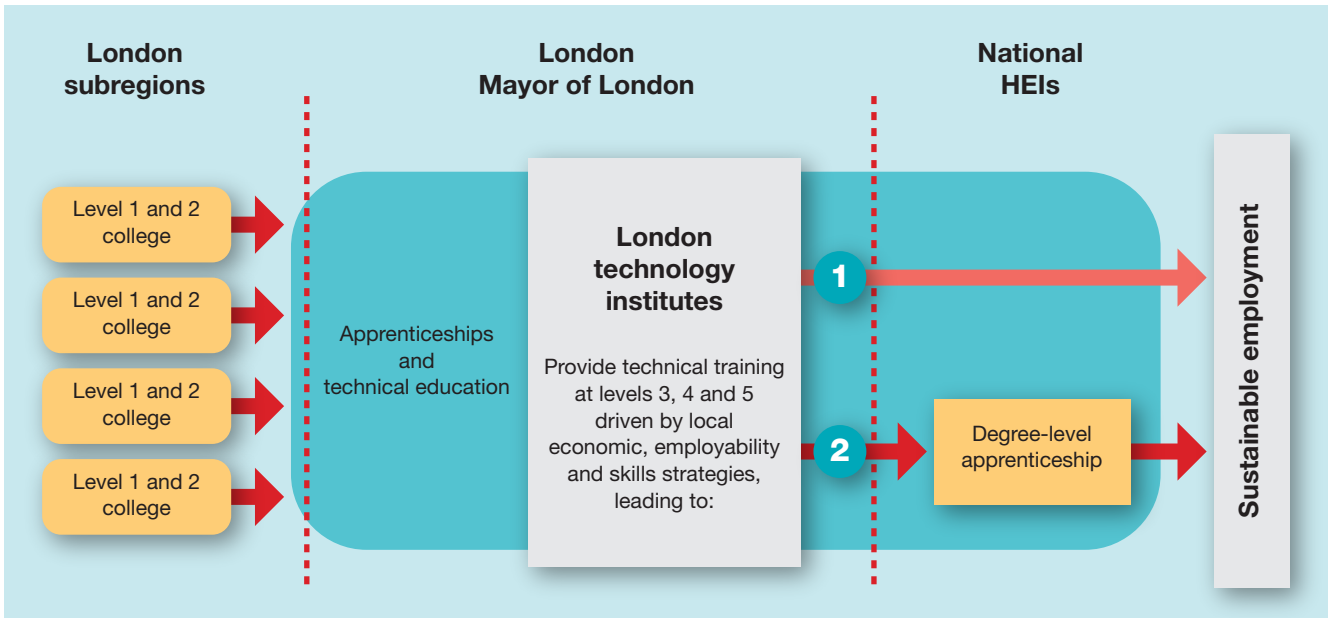 London
subregions
London
Mayor of London
National
HEIs
Level 1 and 2
college
Level 1 and 2
college
Level 1 and 2
college
Level 1 and 2
college
Apprenticeships
and
technical education
London
technology
institutes
Provide technical training
at levels 3, 4 and 5
driven by local
economic, employability
and skills strategies,
leading to:
1
2
Degree-level
apprenticeship
Sustainable employment